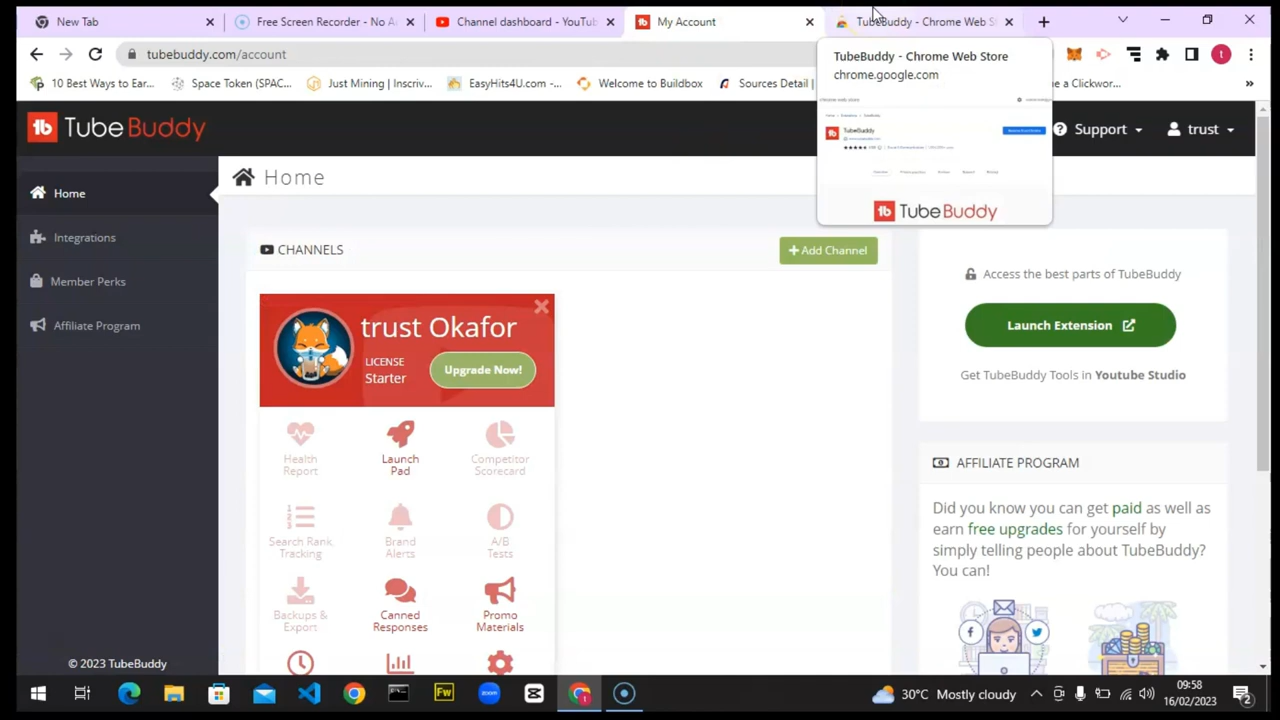 New Tab
Free Screen Recorder - No A
Channel dashboard - YouTub
My Account
TubeBuddy - Chrome Web S
tubebuddy.com/account
t
10 Best Ways to Ear...
Space Token (SPAC...
Just Mining | Inscriv...
EasyHits4U.com -...
Welcome to Buildbox
Sources Detail |
e a Clickwor...
TubeBuddy - Chrome Web Store
chrome.google.com
TubeBuddy
TubeBuddy
TubeBuddy
Support
trust
Home
Integrations
Member Perks
Affiliate Program
© 2023 TubeBuddy
Home
CHANNELS
Add Channel
trust Okafor
LICENSE
Starter
Upgrade Now!
Health
Report
Launch
Pad
Competitor
Scorecard
Search Rank
Tracking
Brand
Alerts
A/B
Tests
Backups &
Export
Canned
Responses
Promo
Materials
Access the best parts of TubeBuddy
Launch Extension
Get TubeBuddy Tools in Youtube Studio
AFFILIATE PROGRAM
Did you know you can get paid as well as
earn free upgrades for yourself by
simply telling people about TubeBuddy?
You can!
Fw
zoom
30°C Mostly cloudy
09:58
16/02/2023
2